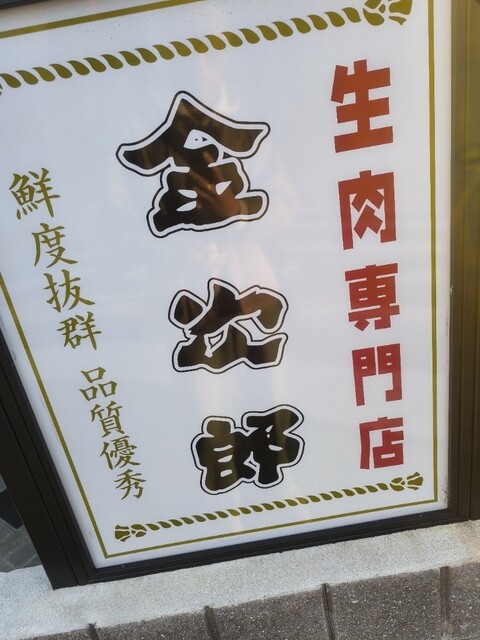 生肉専門店
金次郎
鮮度抜群 品質優秀